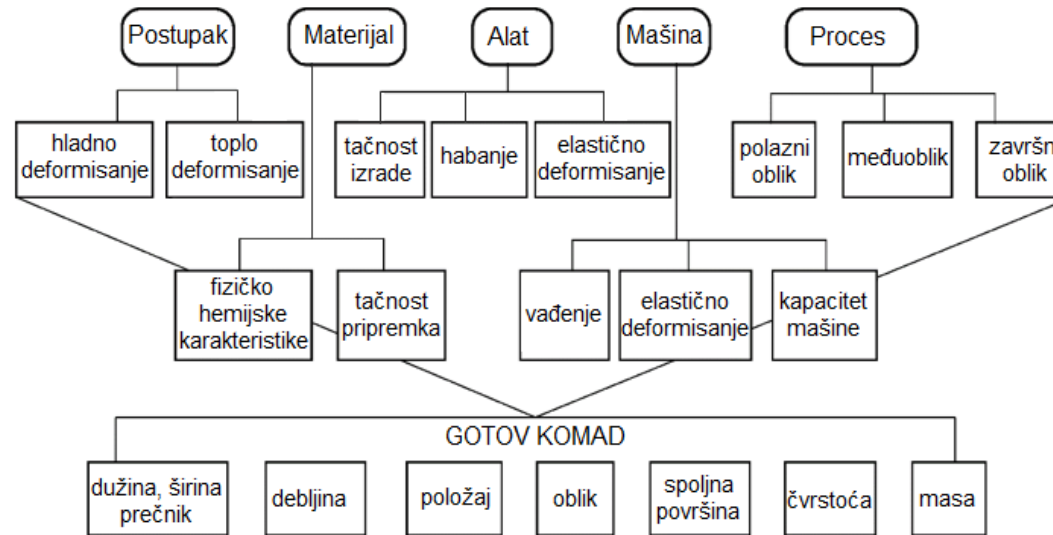 Postupak
Materijal
Alat
Mašina
Proces
hladno
deformisanje
toplo
deformisanje
tačnost
izrade
habanje
elastično
deformisanje
polazni
oblik
međuoblik
završn
oblik
fizičko
hemijske
karakteristike
tačnost
pripremka
vađenje
elastično
deformisanje
kapacitet
mašine
GOTOV KOMAD
dužina, širina
prečnik
debljina
položaj
oblik
spoljna
površina
čvrstoća
masa